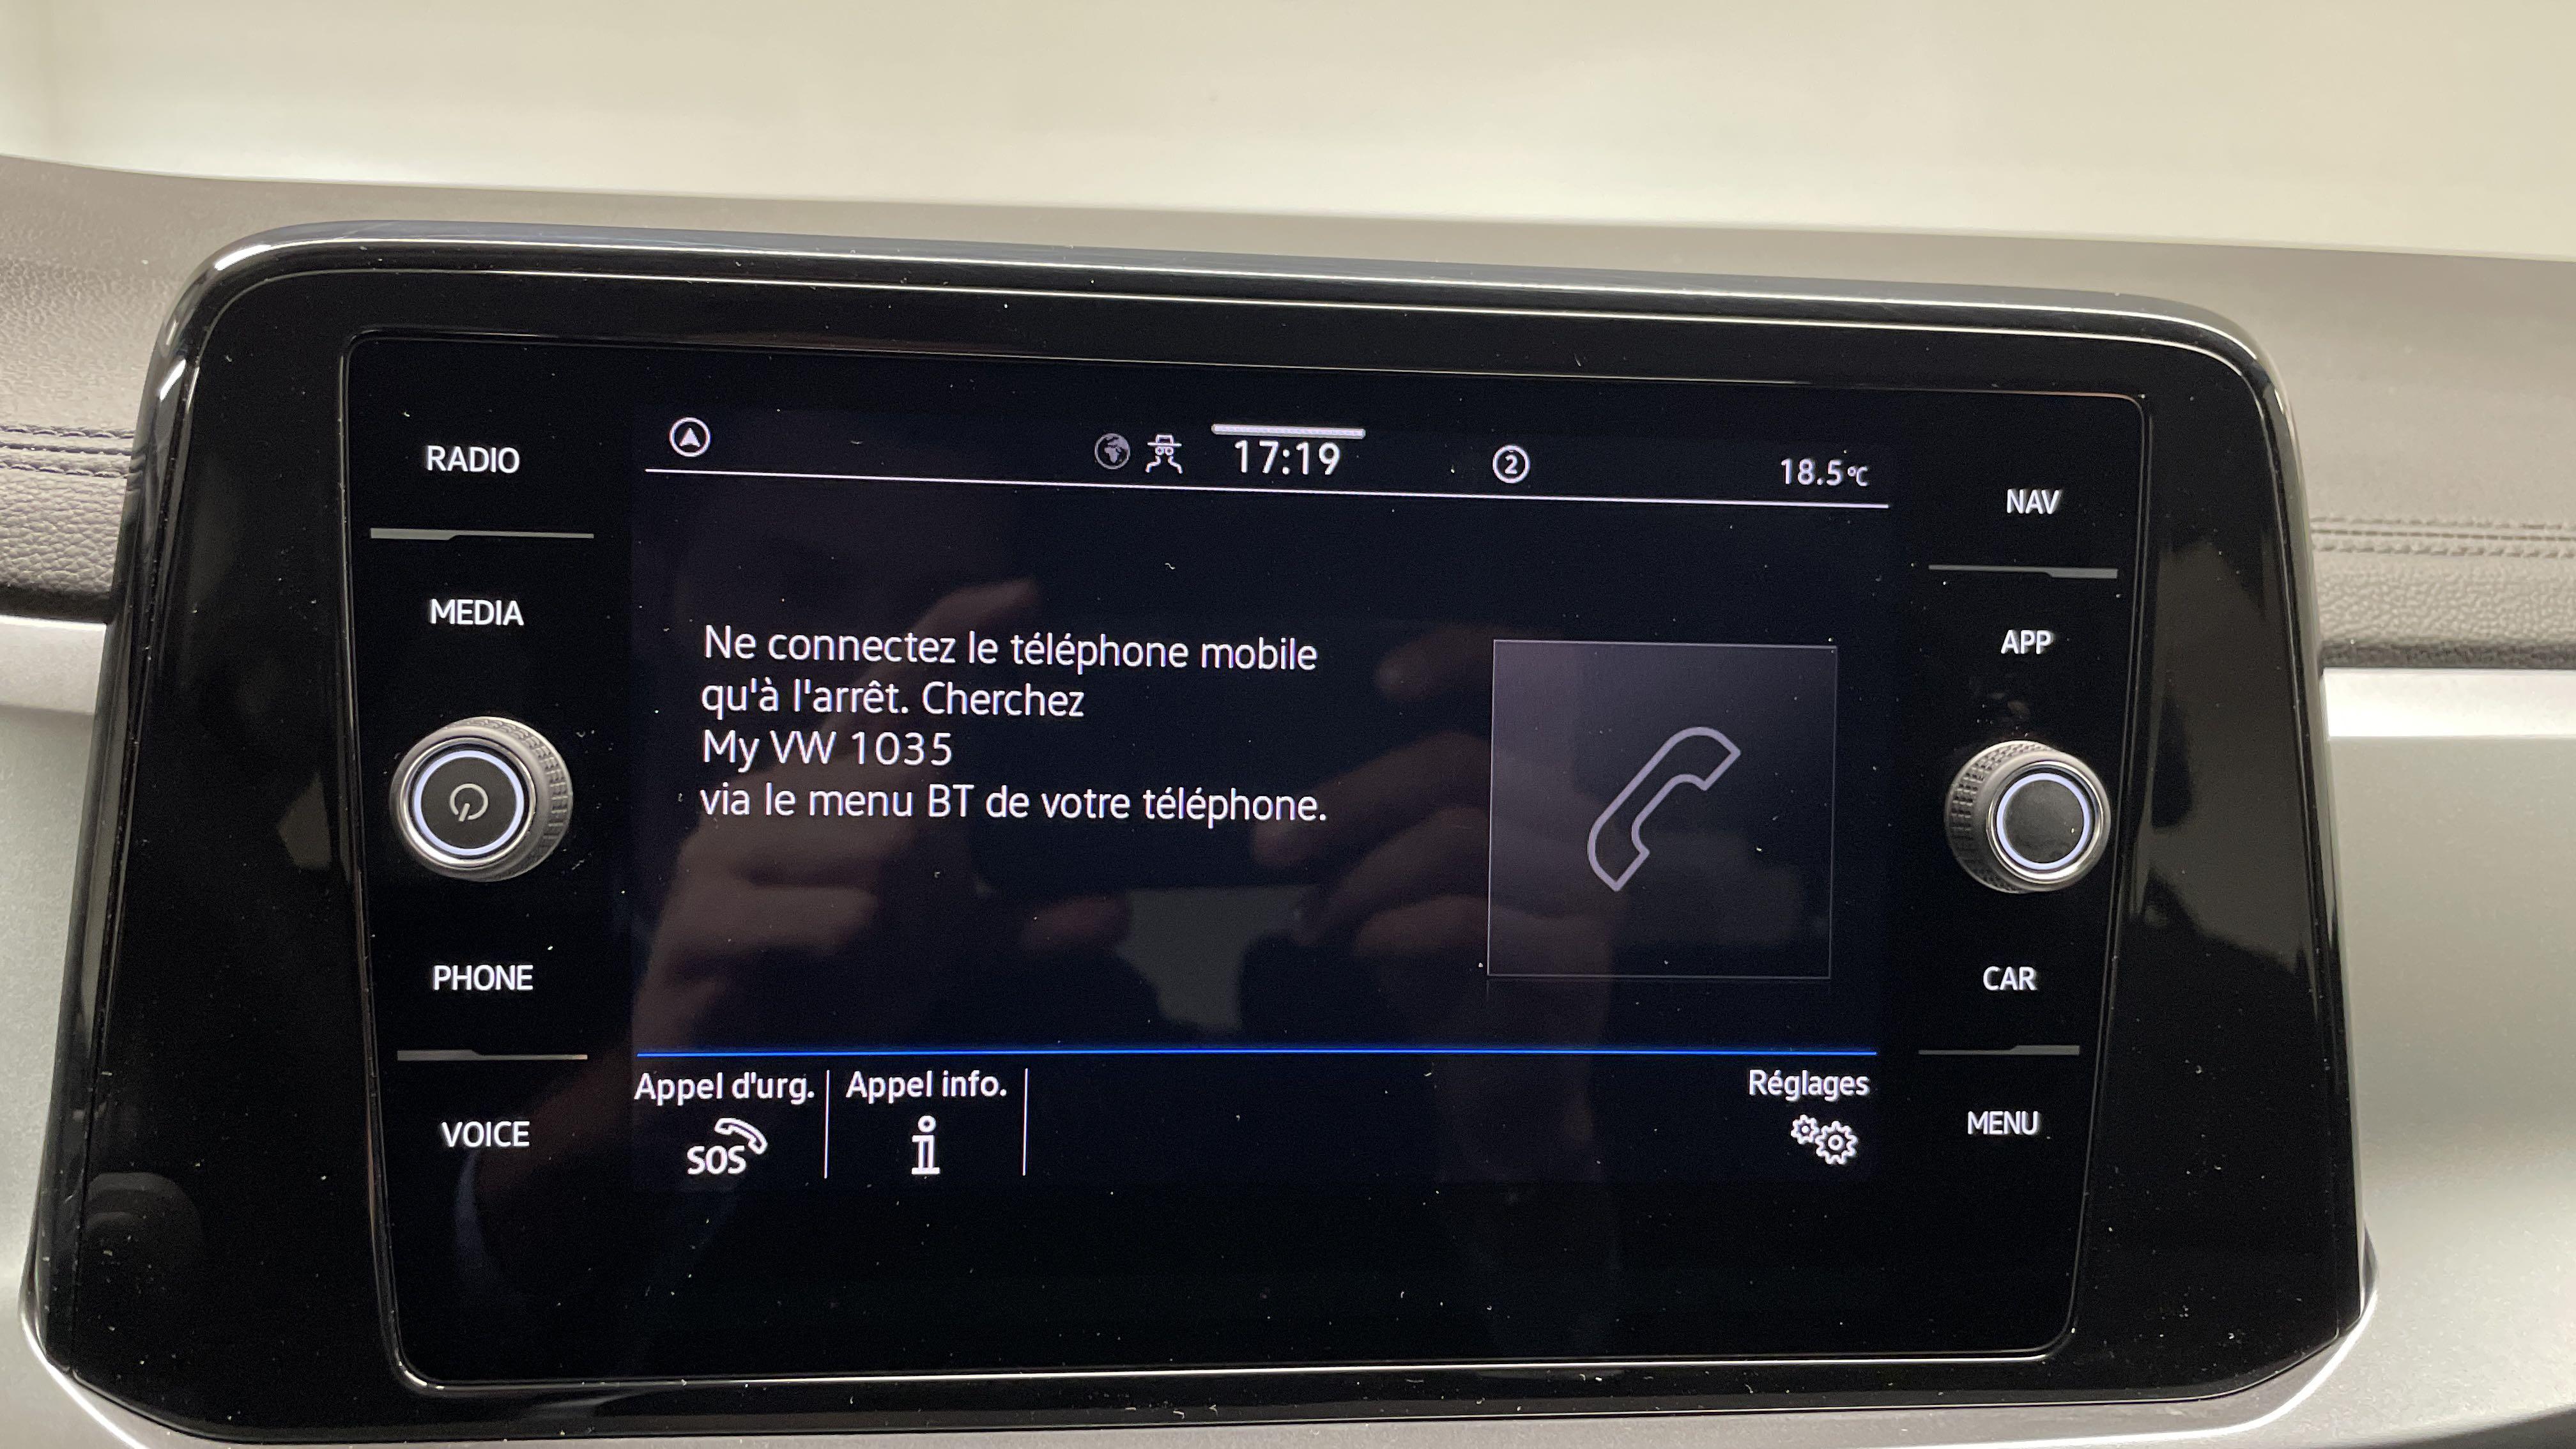 RADIO
MEDIA
PHONE
VOICE
17:19
2
18.5°C
Ne connectez le téléphone mobile
qu'à l'arrêt. Cherchez
My VW 1035
via le menu BT de votre téléphone.
Appel d'urg.
SOS
Appel info.
i
Réglages
NAV
APP
CAR
MENU